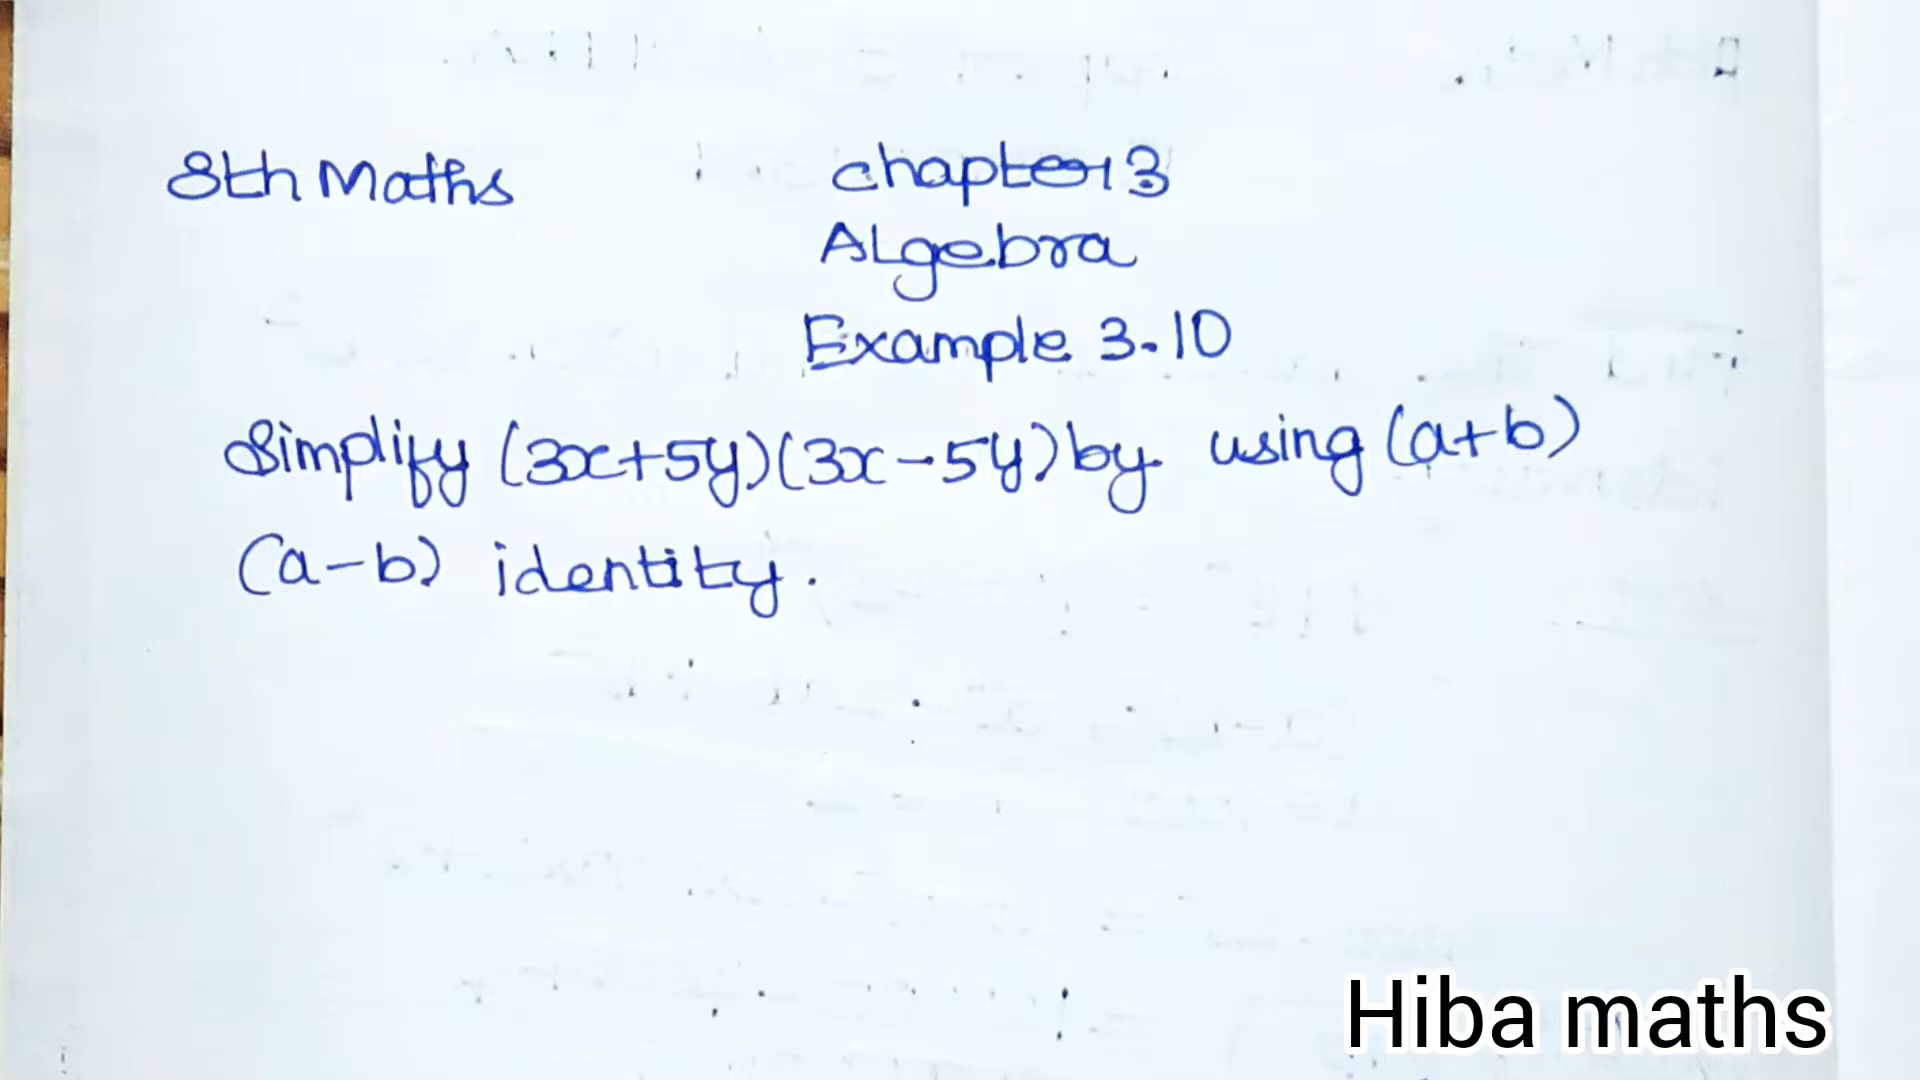 8th Maths
chapter 3
Algebra
Example 3.10
Simplify (3x+5y)(3x-5y) by using (a+b)
(a-b) identity.
Hiba maths